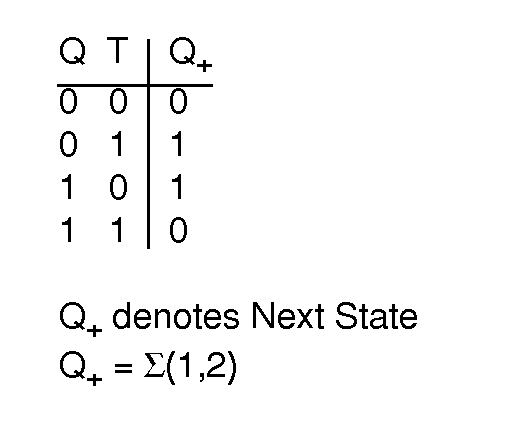 Q T Q+
0 0 0
0 1 1
1 0 1
1 1 0
Q+ denotes Next State
Q+ = Σ(1,2)